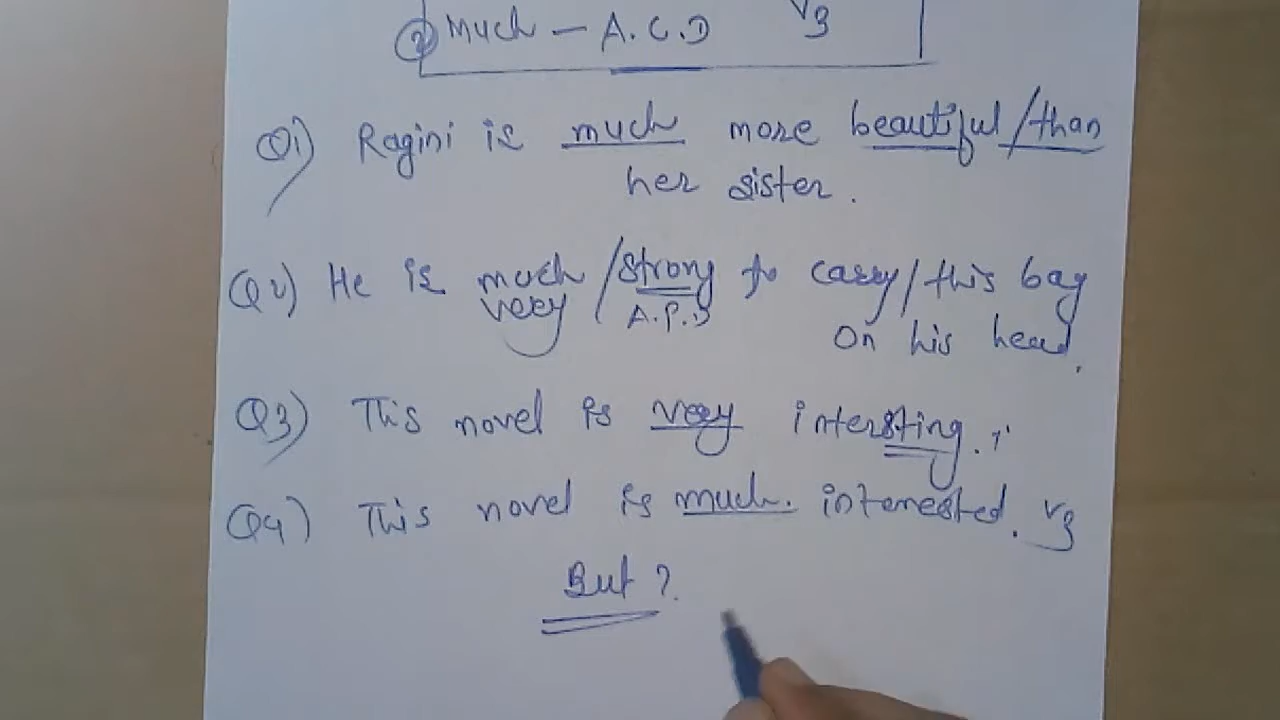 ② Much — A.C.D V3
Q1) Ragini is much more beautiful / than
her sister.
Q2) He is much / strong to carry / this bag
very A.P.D on his head.
Q3) This novel is very intersting.
Q4) This novel is much interested. V3
But ?